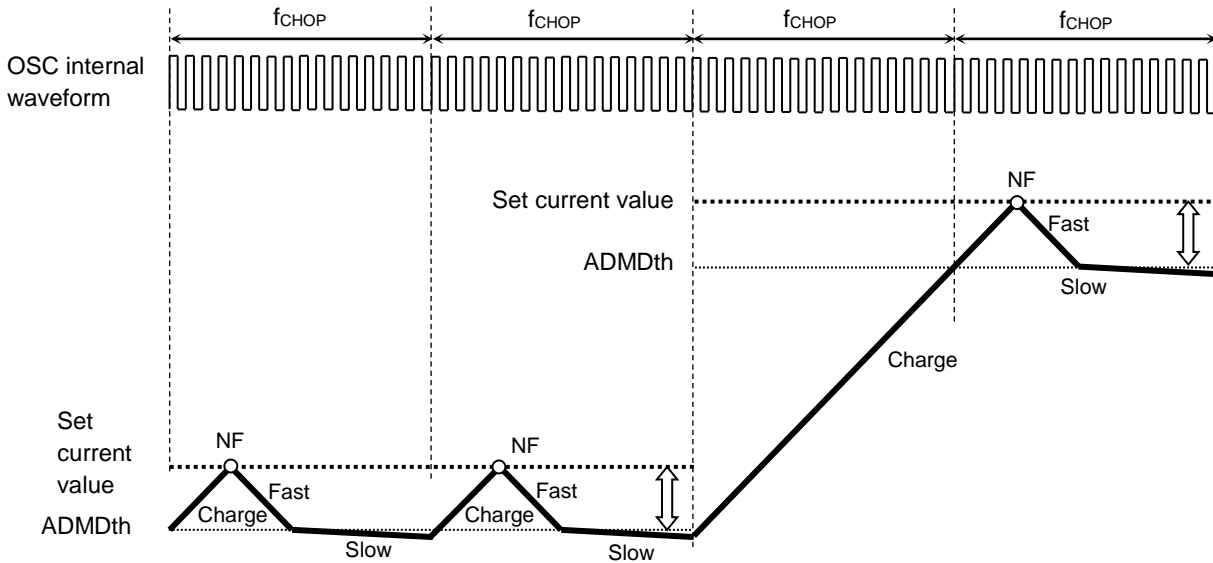 fCHOP
fCHOP
fCHOP
fCHOP
OSC internal
waveform
NF
Set current value
Fast
ADMDth
Slow
Charge
Set
current
value
NF
NF
Fast
Fast
Charge
Charge
ADMDth
Slow
Slow